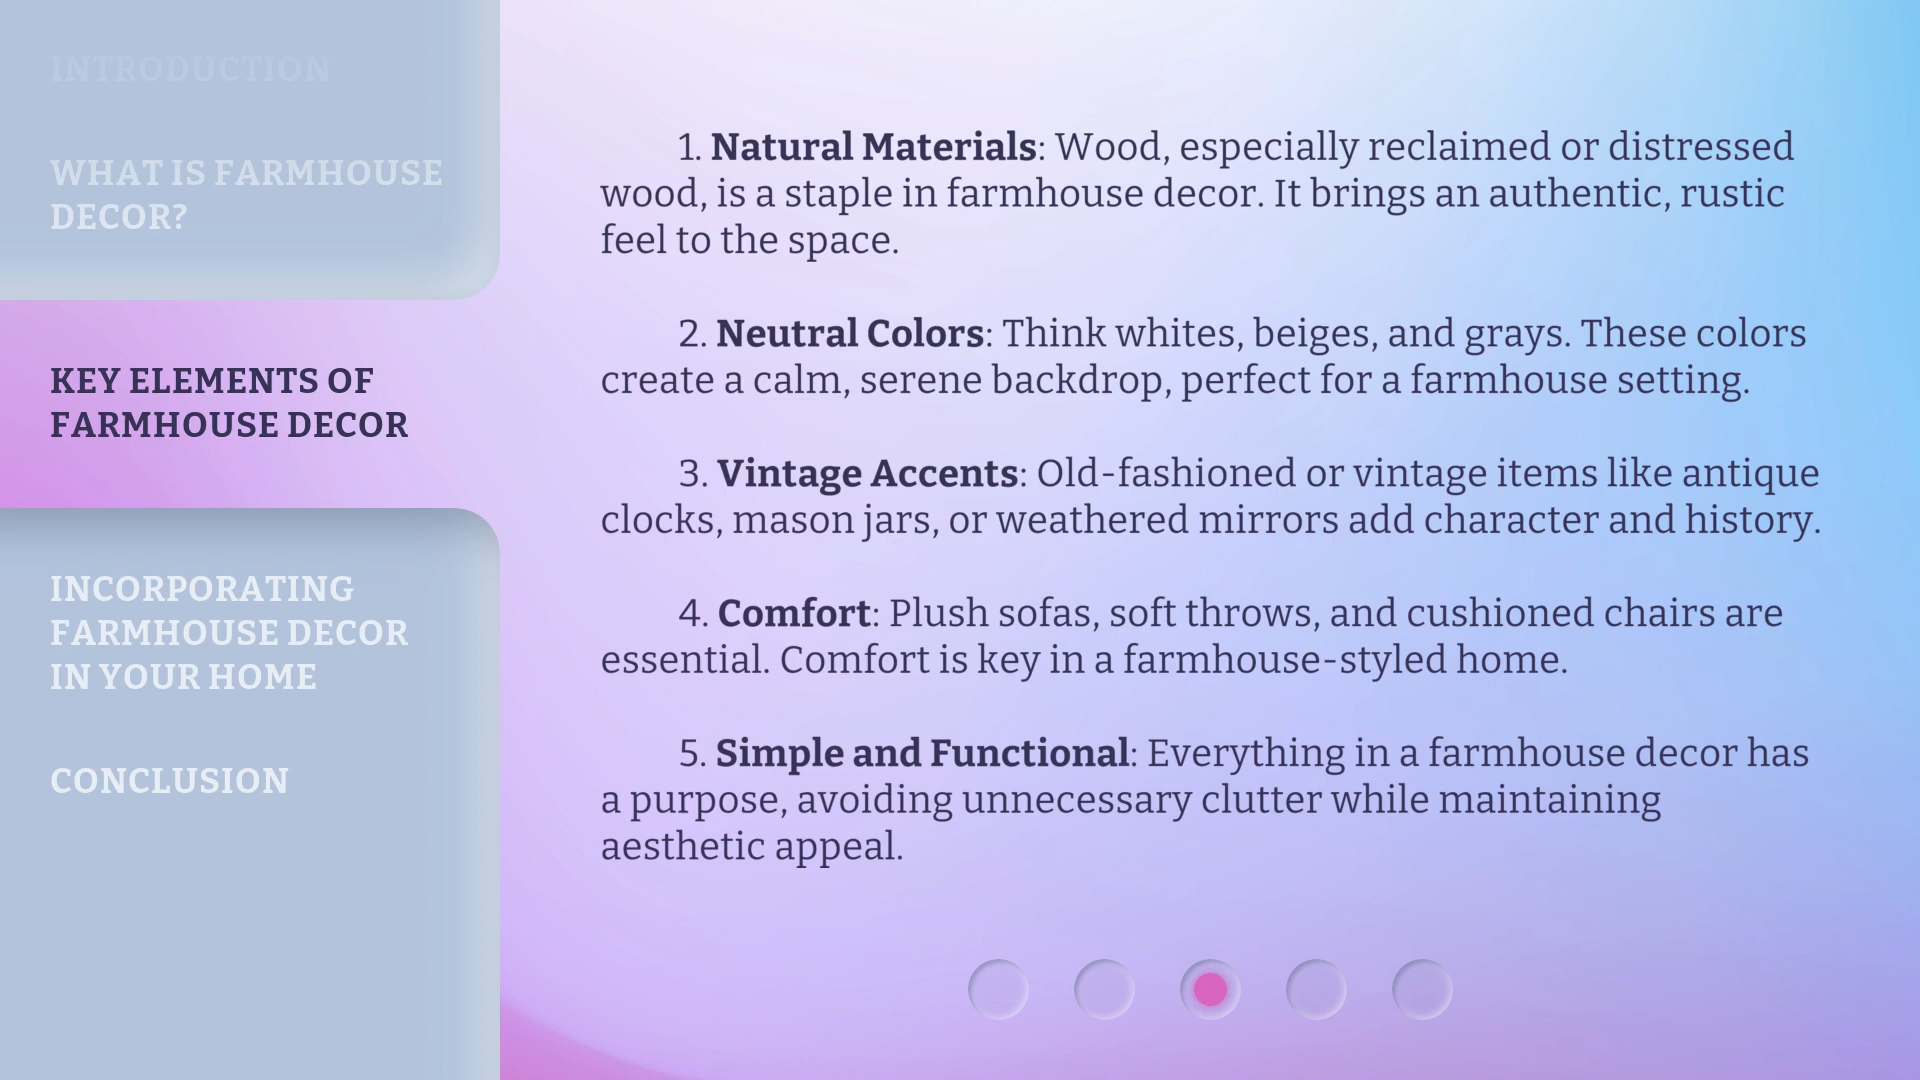 INTRODUCTION
WHAT IS FARMHOUSE
DECOR?
KEY ELEMENTS OF
FARMHOUSE DECOR
INCORPORATING
FARMHOUSE DECOR
IN YOUR HOME
CONCLUSION
1. Natural Materials: Wood, especially reclaimed or distressed
wood, is a staple in farmhouse decor. It brings an authentic, rustic
feel to the space.
2. Neutral Colors: Think whites, beiges, and grays. These colors
create a calm, serene backdrop, perfect for a farmhouse setting.
3. Vintage Accents: Old-fashioned or vintage items like antique
clocks, mason jars, or weathered mirrors add character and history.
4. Comfort: Plush sofas, soft throws, and cushioned chairs are
essential. Comfort is key in a farmhouse-styled home.
5. Simple and Functional: Everything in a farmhouse decor has
a purpose, avoiding unnecessary clutter while maintaining
aesthetic appeal.